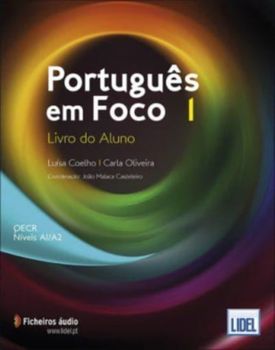 Português
em Foco 1
Livro do Aluno
Luísa Coelho | Carla Oliveira
Coordenação: João Malaca Casteleiro
QECR
Níveis A1/A2
Ficheiros áudio
www.lidel.pt
LIDEL